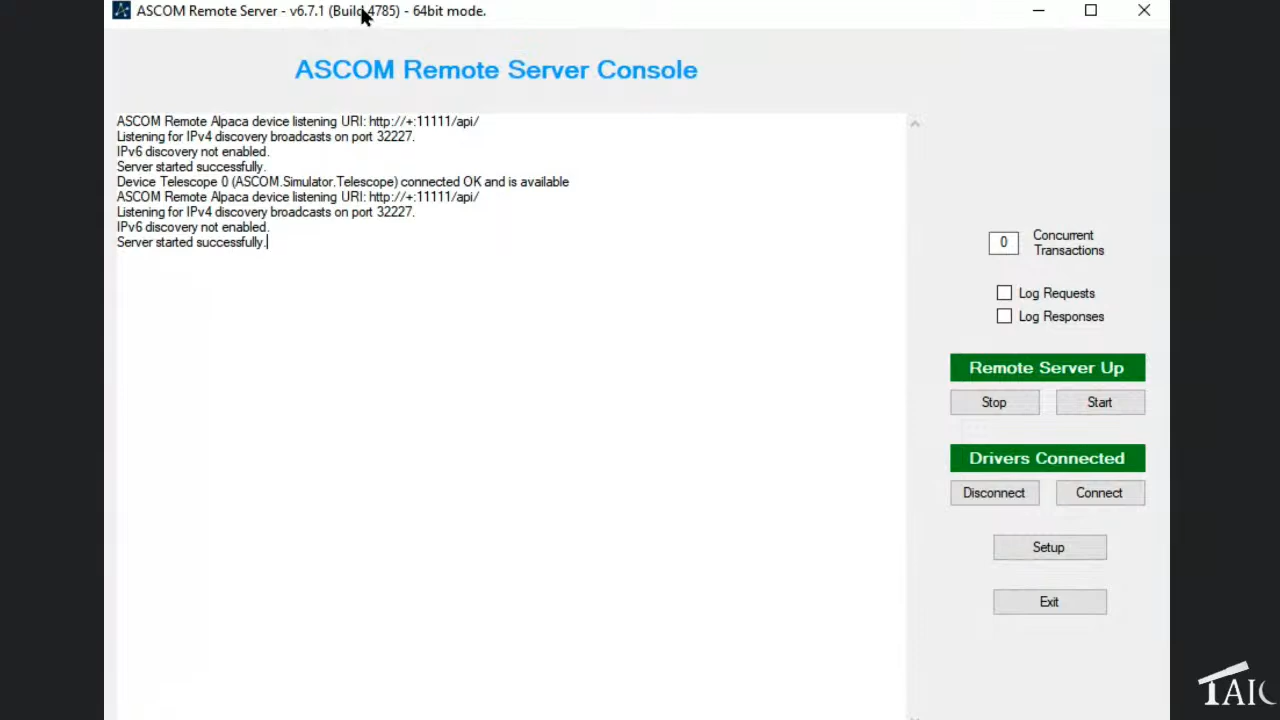 ASCOM Remote Server - v6.7.1 (Build 4785) - 64bit mode.
ASCOM Remote Server Console
ASCOM Remote Alpaca device listening URI: http://+:11111/api/
Listening for IPv4 discovery broadcasts on port 32227.
IPv6 discovery not enabled.
Server started successfully.
Device Telescope 0 (ASCOM.Simulator.Telescope) connected OK and is available
ASCOM Remote Alpaca device listening URI: http://+:11111/api/
Listening for IPv4 discovery broadcasts on port 32227.
IPv6 discovery not enabled.
Server started successfully.
0
Concurrent
Transactions
Log Requests
Log Responses
Remote Server Up
Stop Start
Drivers Connected
Disconnect Connect
Setup
Exit